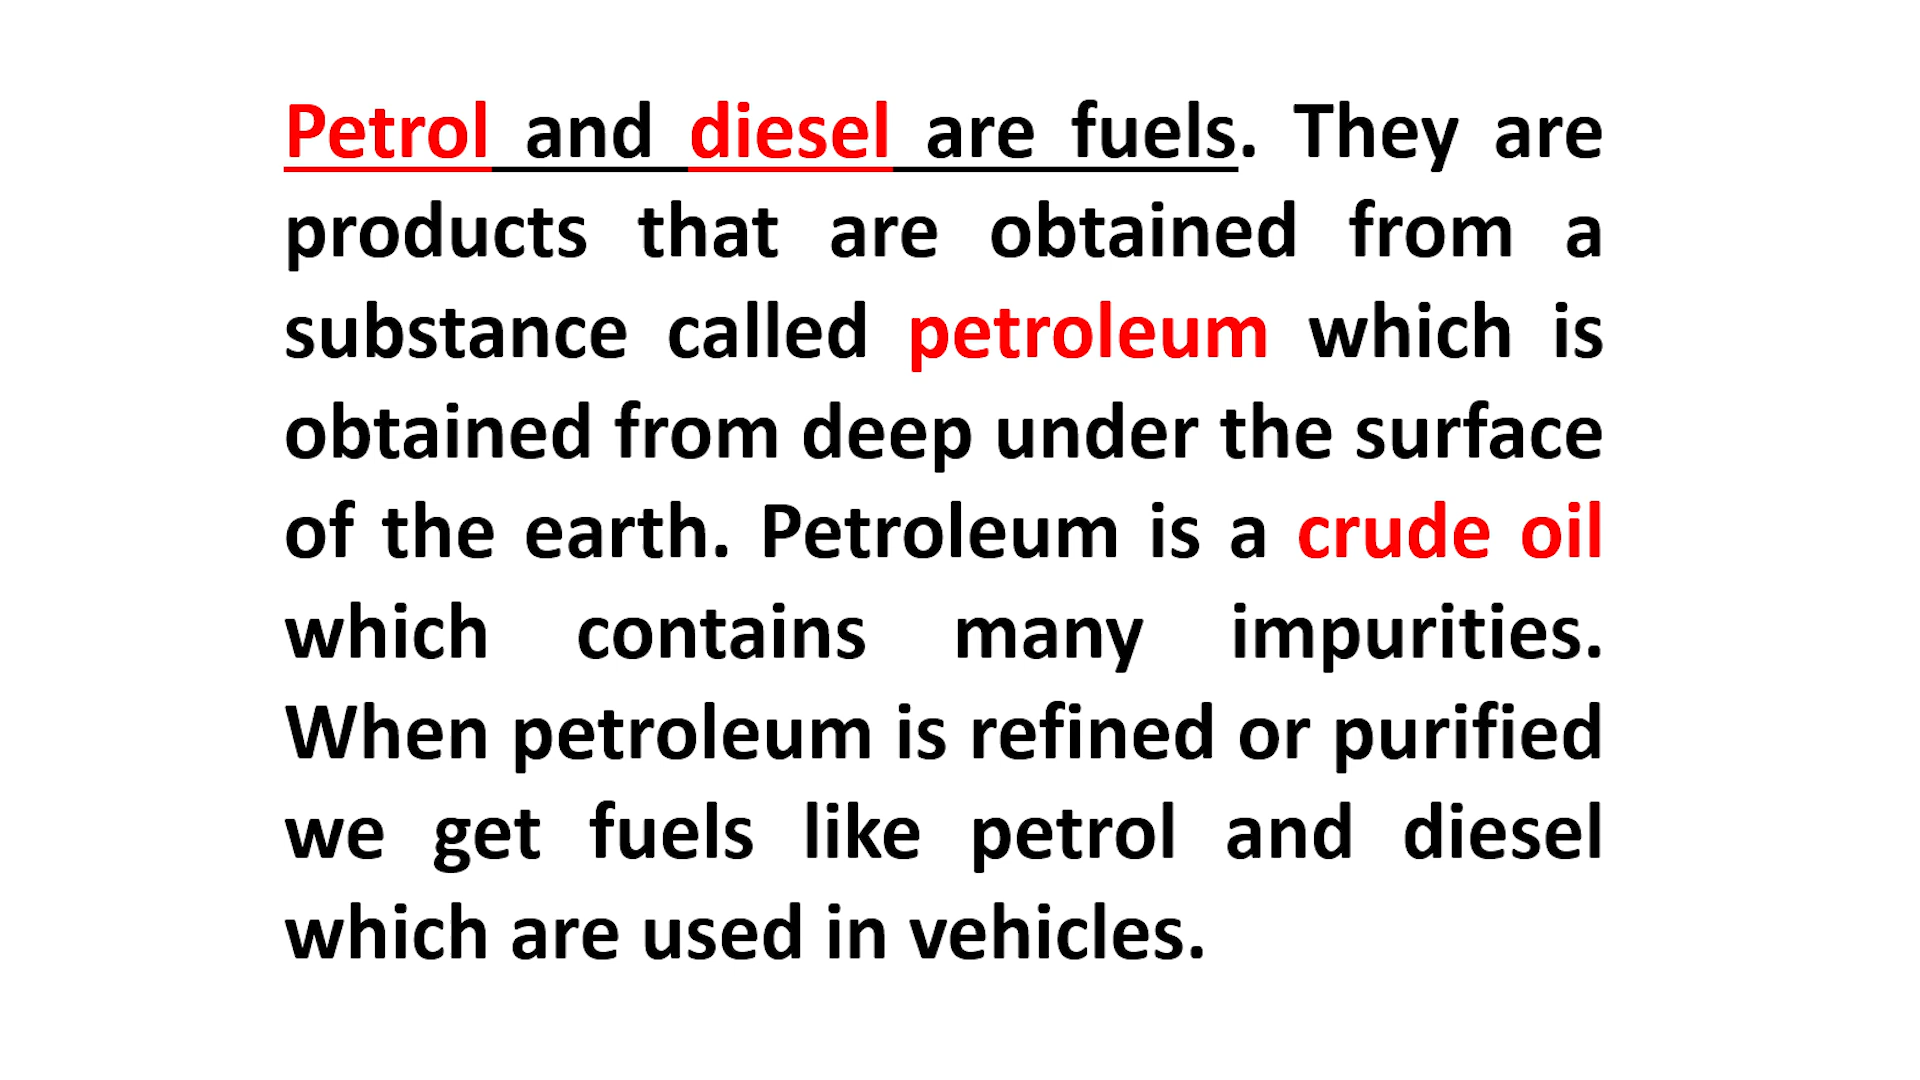 Petrol and diesel are fuels. They are
products that are obtained from a
substance called petroleum which is
obtained from deep under the surface
of the earth. Petroleum is a crude oil
which contains many impurities.
When petroleum is refined or purified
we get fuels like petrol and diesel
which are used in vehicles.